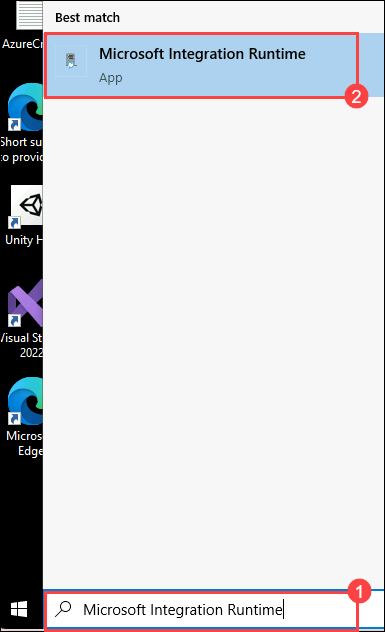 Best match
AzureCr
Microsoft Integration Runtime
App
2
Short su
to provid
Unity H
Visual St
2022
Micros
Edge
1
Microsoft Integration Runtime